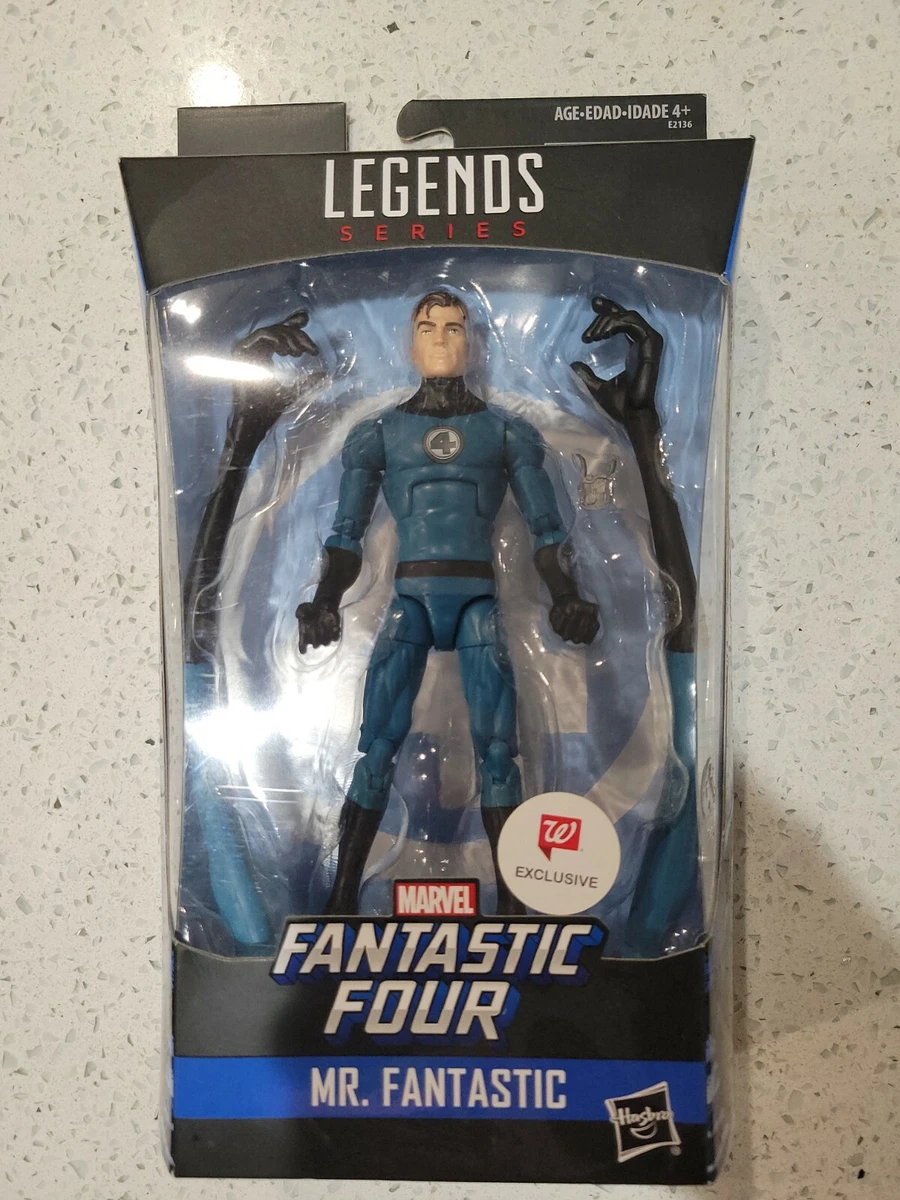 AGE•EDAD•IDADE 4+
E2136
LEGENDS
SERIES
4
W
EXCLUSIVE
MARVEL
FANTASTIC
FOUR
MR. FANTASTIC
Hasbro
®